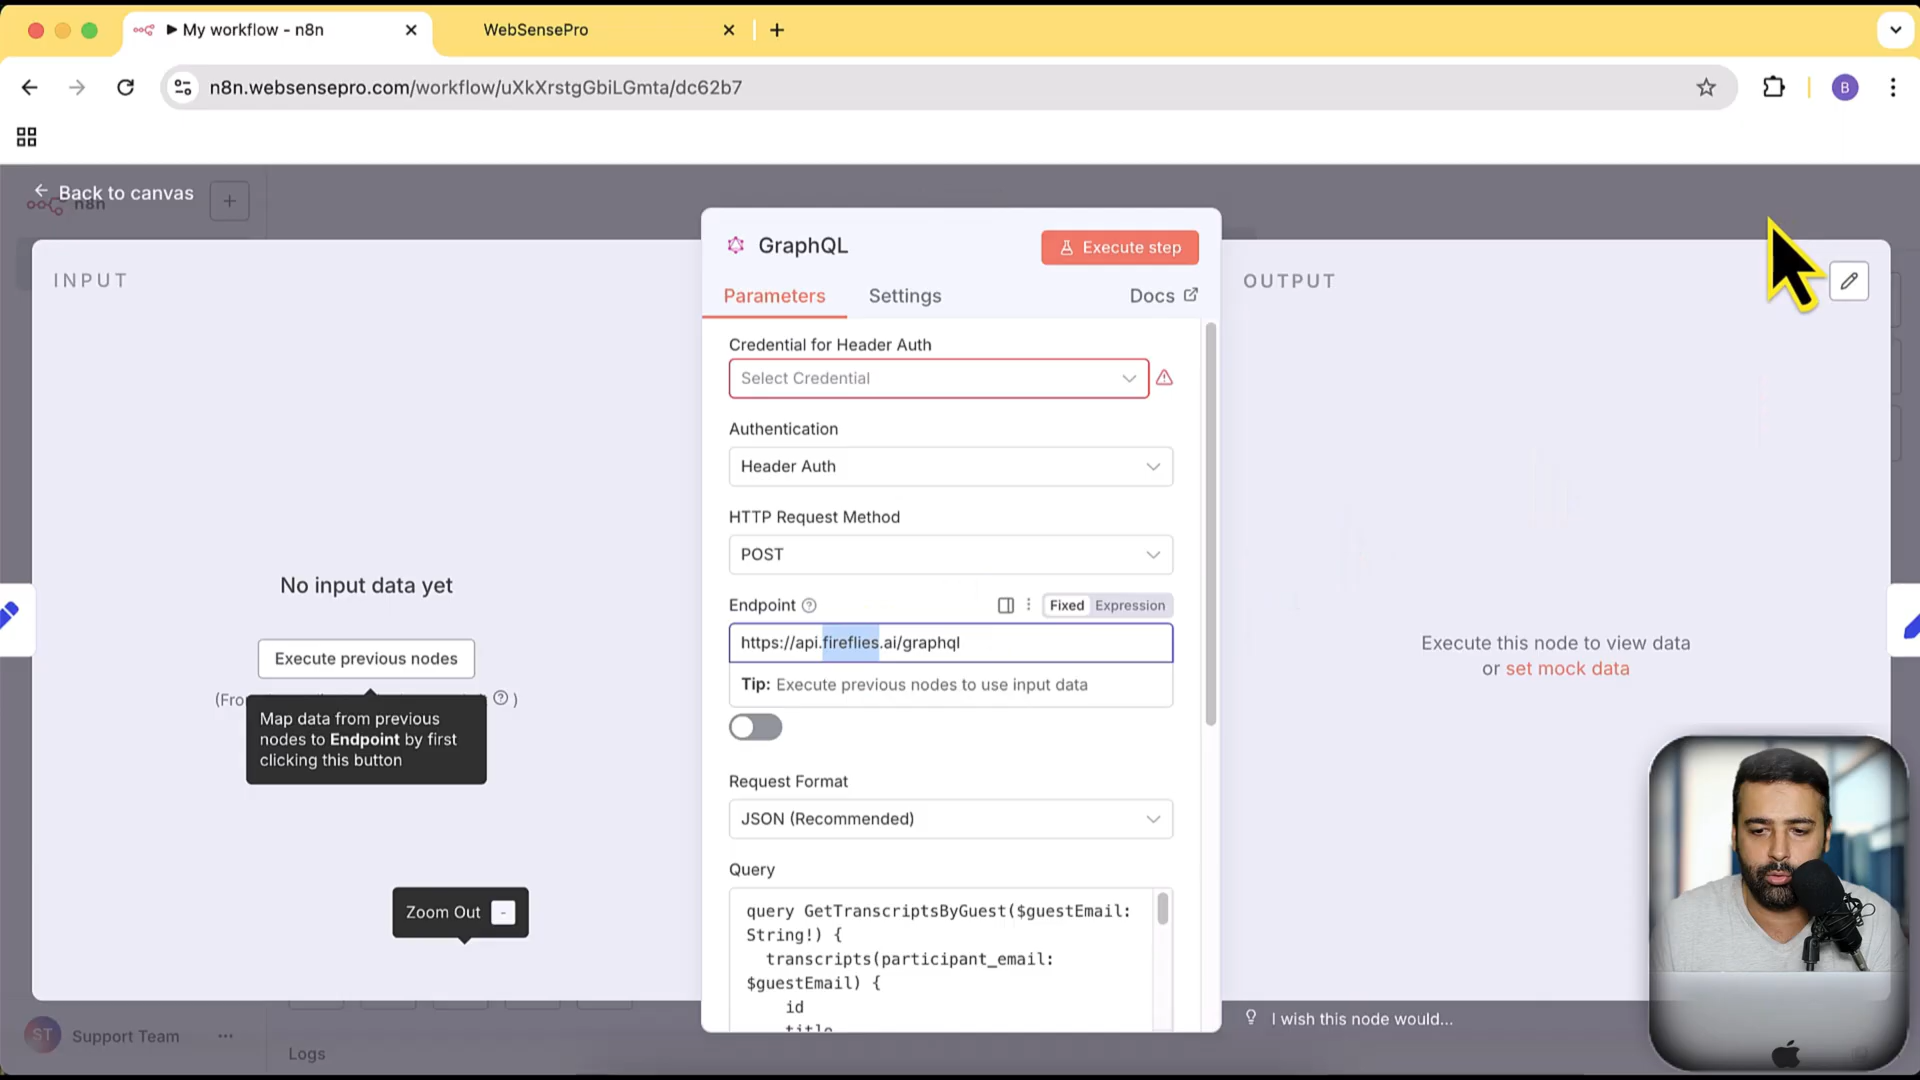 ▶ My workflow - n8n
WebSensePro
n8n.websensepro.com/workflow/uXkXrstgGbiLGmta/dc62b7
B
Back to canvas
n8n
INPUT
GraphQL
Execute step
OUTPUT
Parameters
Settings
Docs
Credential for Header Auth
Select Credential
Authentication
Header Auth
HTTP Request Method
POST
Endpoint
Fixed
Expression
https://api.fireflies.ai/graphql
Tip: Execute previous nodes to use input data
No input data yet
Execute previous nodes
(Fro
)
Map data from previous
nodes to Endpoint by first
clicking this button
Execute this node to view data
or set mock data
Request Format
JSON (Recommended)
Query
query GetTranscriptsByGuest($guestEmail:
String!) {
transcripts(participant_email:
$guestEmail) {
id
title
Zoom Out -
I wish this node would...
ST
Support Team
Logs